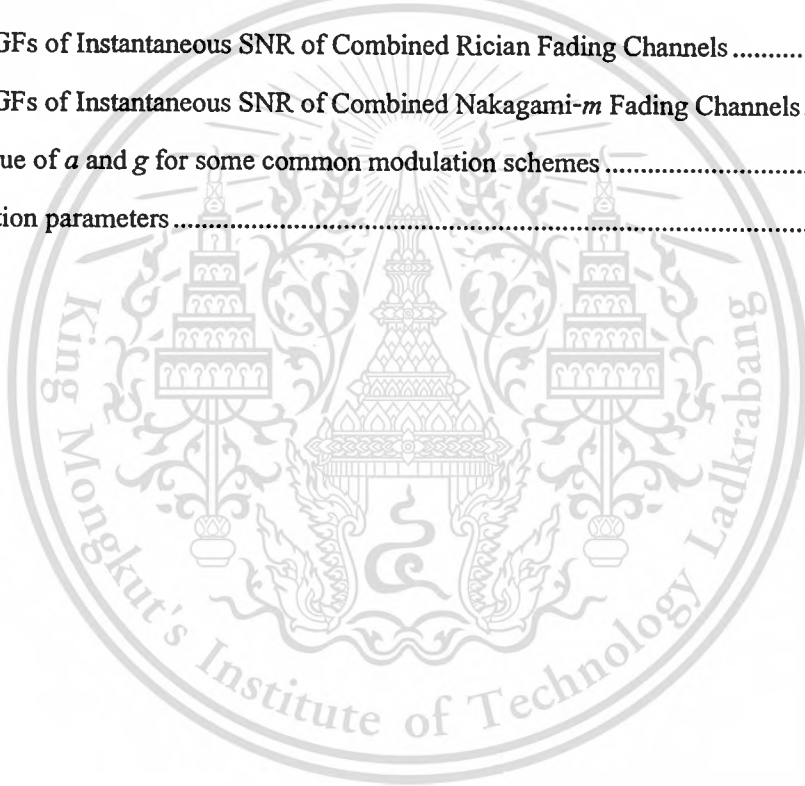 GFs of Instantaneous SNR of Combined Rician Fading Channels ..........
GFs of Instantaneous SNR of Combined Nakagami-m Fading Channels .
ue of a and g for some common modulation schemes ..............................
tion parameters ..........................................................................................
King Mongkut's Institute of Technology Ladkrabang